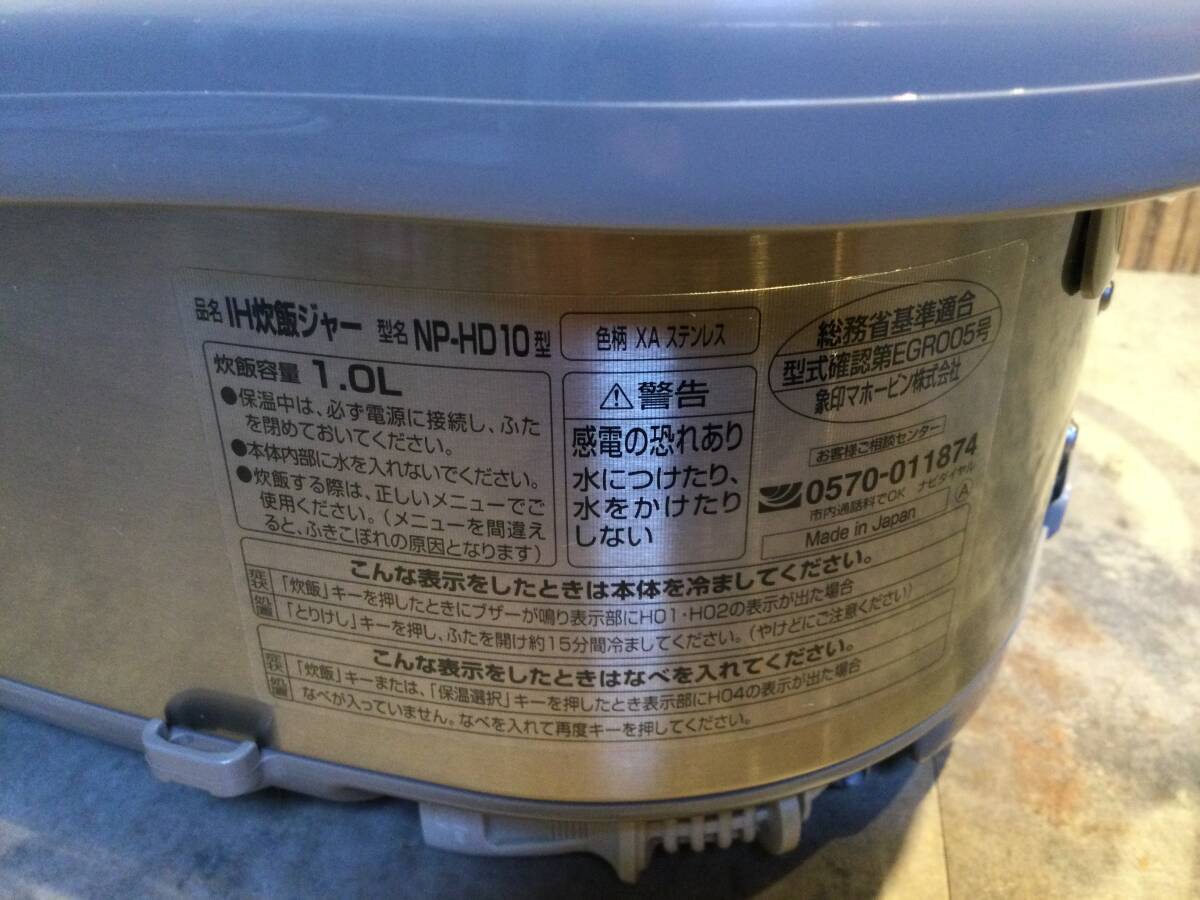 品名 IH炊飯ジャー 型名 NP-HD10型
色柄 XA ステンレス
炊飯容量 1.0L
●保温中は、必ず電源に接続し、ふた
を閉めておいてください。
●本体内部に水を入れないでください。
●炊飯する際は、正しいメニューでご
使用ください。(メニューを間違え
ると、ふきこぼれの原因となります)
⚠警告
感電の恐れあり
水につけたり、
水をかけたり
しない
総務省基準適合
型式確認第EGR005号
象印マホービン株式会社
お客様ご相談センター
0570-011874
市内通話料でOK ナビダイヤル
Made in Japan Ⓐ
こんな表示をしたときは本体を冷ましてください。
症状 「炊飯」キーを押したときにブザーが鳴り表示部にH01・H02の表示が出た場合
処置 「とりけし」キーを押し、ふたを開け約15分間冷ましてください。(やけどにご注意ください)
こんな表示をしたときはなべを入れてください。
症状 「炊飯」キーまたは、「保温選択」キーを押したとき表示部にH04の表示が出た場合
処置 なべが入っていません。なべを入れて再度キーを押してください。